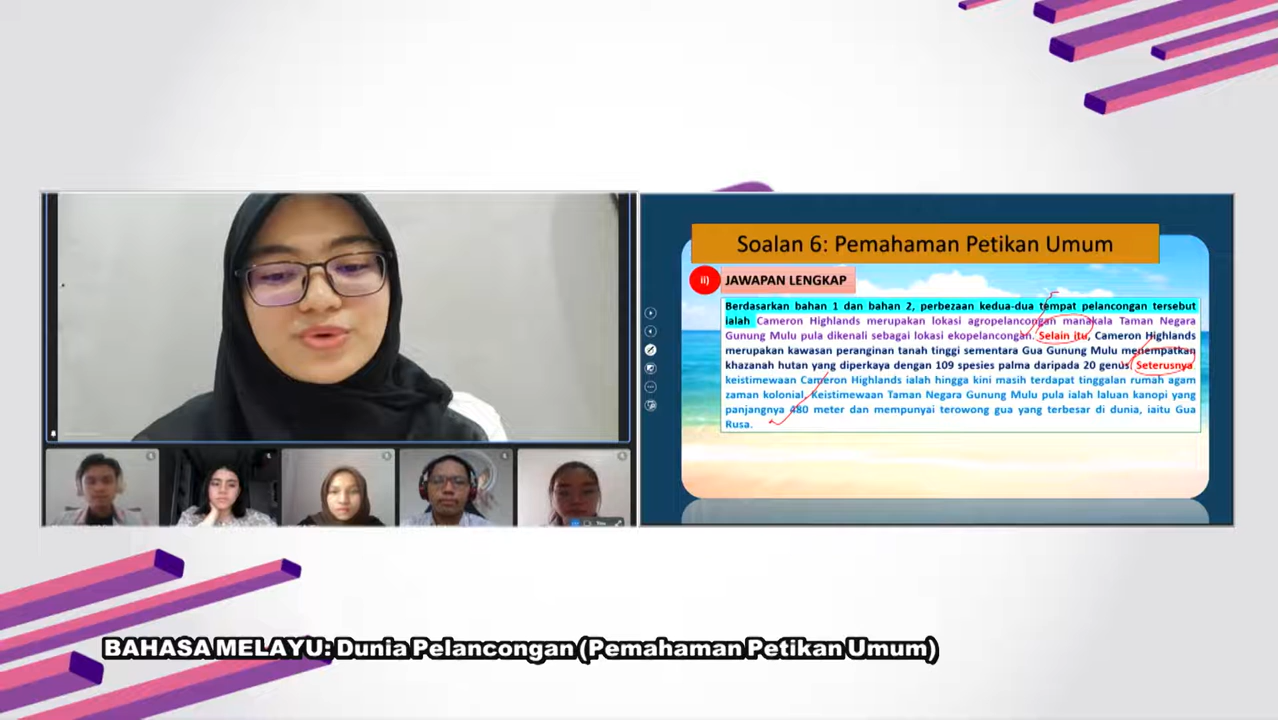 Soalan 6: Pemahaman Petikan Umum
ii)
JAWAPAN LENGKAP
Berdasarkan bahan 1 dan bahan 2, perbezaan kedua-dua tempat pelancongan tersebut
ialah Cameron Highlands merupakan lokasi agropelancongan manakala Taman Negara
Gunung Mulu pula dikenali sebagai lokasi ekopelancongan. Selain itu, Cameron Highlands
merupakan kawasan peranginan tanah tinggi sementara Gua Gunung Mulu menempatkan
khazanah hutan yang diperkaya dengan 109 spesies palma daripada 20 genus. Seterusnya
keistimewaan Cameron Highlands ialah hingga kini masih terdapat tinggalan rumah agam
zaman kolonial. Keistimewaan Taman Negara Gunung Mulu pula ialah laluan kanopi yang
panjangnya 480 meter dan mempunyai terowong gua yang terbesar di dunia, iaitu Gua
Rusa.
BAHASA MELAYU: Dunia Pelancongan (Pemahaman Petikan Umum)